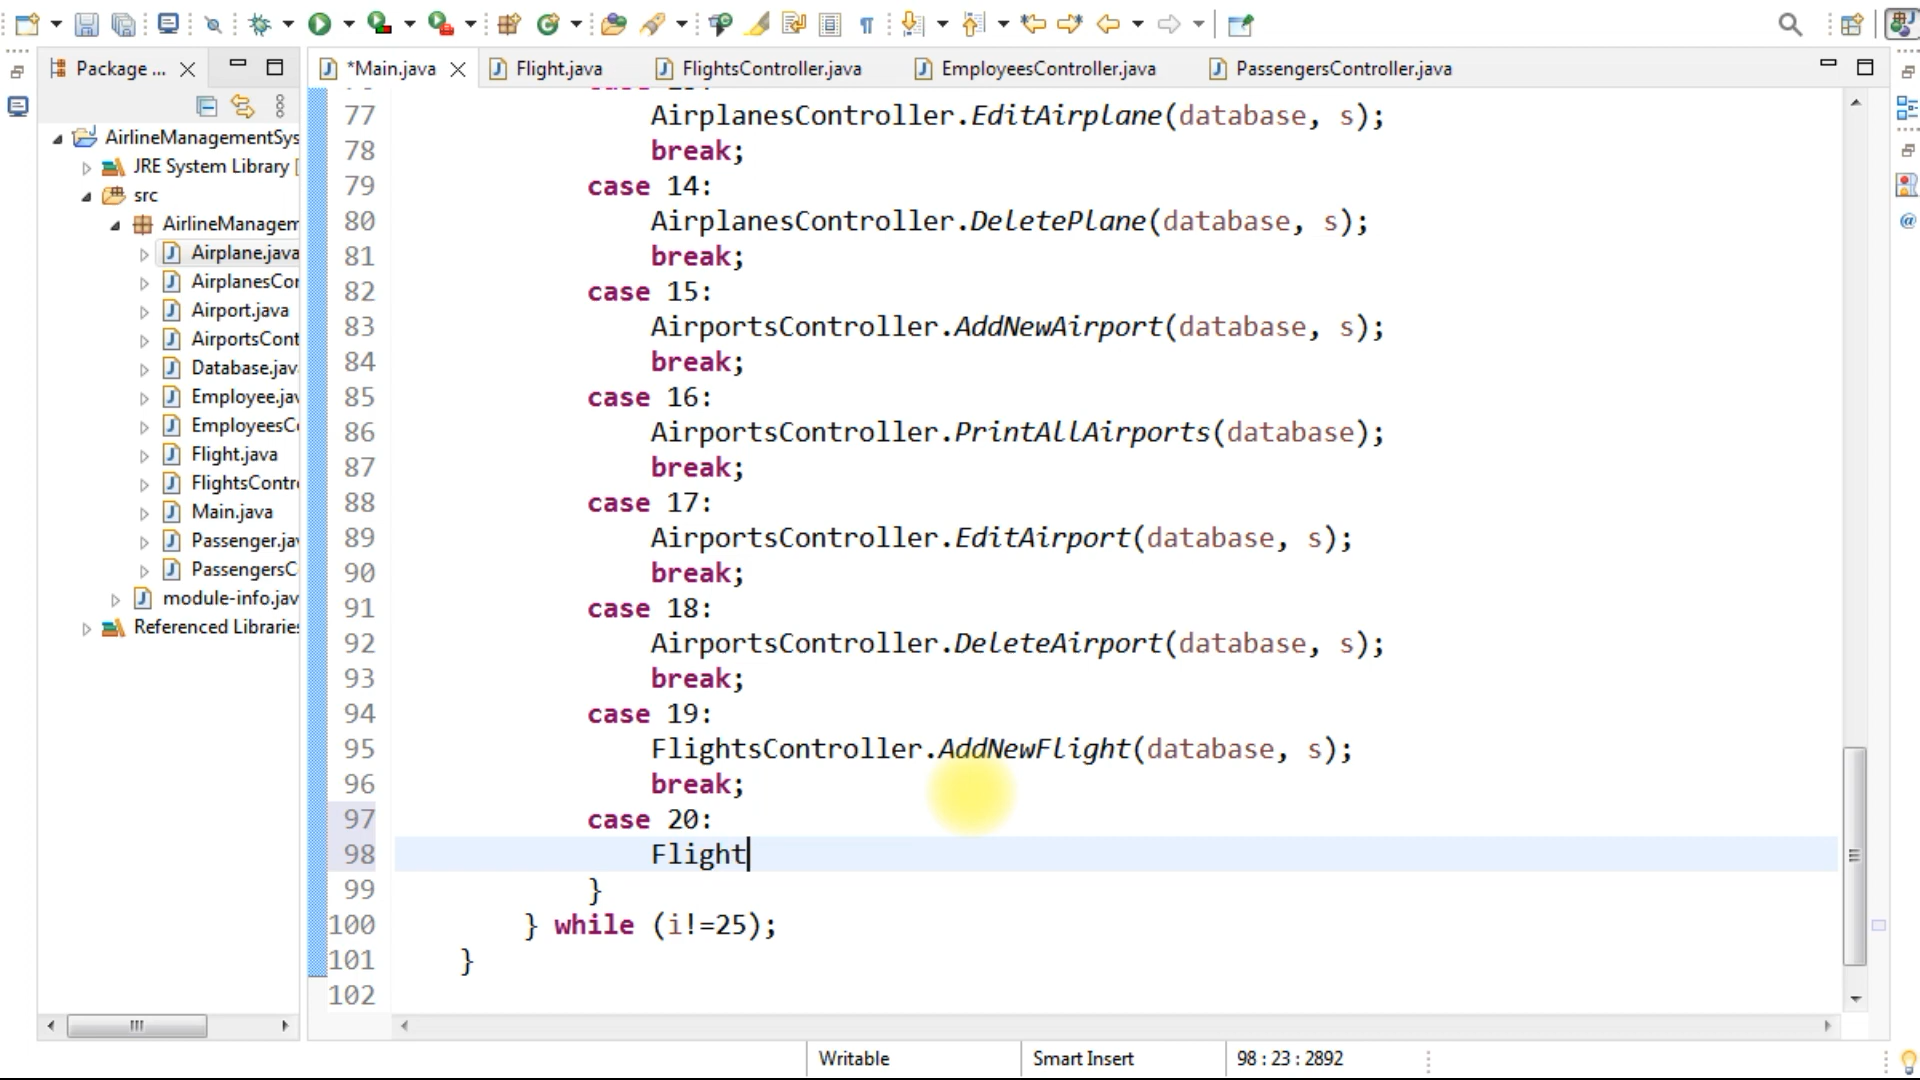 Package ...
*Main.java
Flight.java
FlightsController.java
EmployeesController.java
PassengersController.java
AirlineManagementSys
JRE System Library [
src
AirlineManagem
Airplane.java
AirplanesCor
Airport.java
AirportsCont
Database.jav
Employee.jav
EmployeesC
Flight.java
FlightsContr
Main.java
Passenger.jav
PassengersC
module-info.jav
Referenced Libraries
77 AirplanesController.EditAirplane(database, s);
78 break;
79 case 14:
80 AirplanesController.DeletePlane(database, s);
81 break;
82 case 15:
83 AirportsController.AddNewAirport(database, s);
84 break;
85 case 16:
86 AirportsController.PrintAllAirports(database);
87 break;
88 case 17:
89 AirportsController.EditAirport(database, s);
90 break;
91 case 18:
92 AirportsController.DeleteAirport(database, s);
93 break;
94 case 19:
95 FlightsController.AddNewFlight(database, s);
96 break;
97 case 20:
98 Flight
99 }
100 } while (i!=25);
101 }
102
Writable
Smart Insert
98 : 23 : 2892